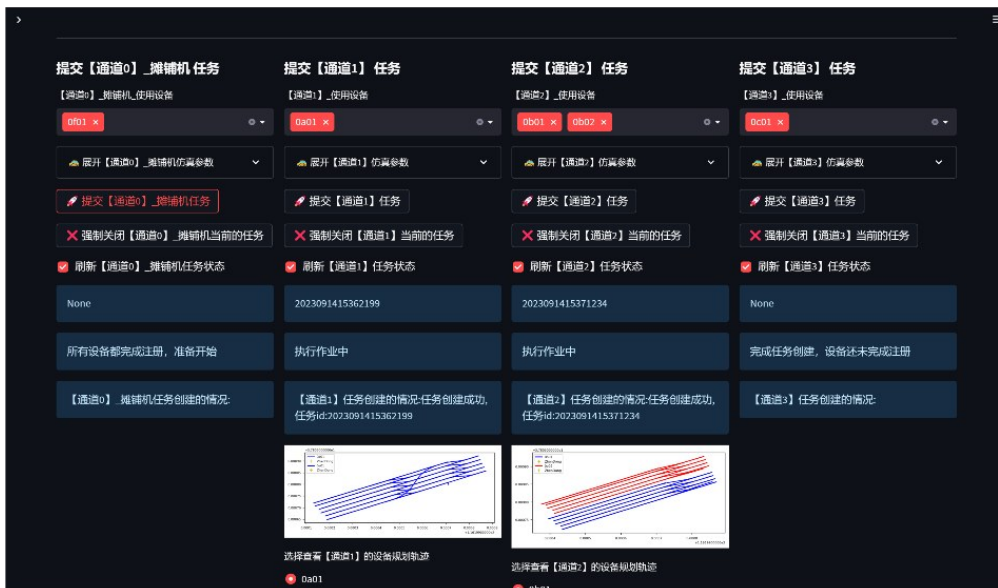 提交【通道0】_摊铺机 任务
【通道0】_摊铺机_使用设备
0f01 ×
展开【通道0】_摊铺机仿真参数
提交【通道0】_摊铺机任务
强制关闭【通道0】_摊铺机当前的任务
刷新【通道0】_摊铺机任务状态
None
所有设备都完成注册，准备开始
【通道0】_摊铺机任务创建的情况:
提交【通道1】 任务
【通道1】_使用设备
0a01 ×
展开【通道1】仿真参数
提交【通道1】任务
强制关闭【通道1】当前的任务
刷新【通道1】任务状态
2023091415362199
执行作业中
【通道1】任务创建的情况:任务创建成功,
任务id:2023091415362199
选择查看【通道1】的设备规划轨迹
0a01
提交【通道2】 任务
【通道2】_使用设备
0b01 × 0b02 ×
展开【通道2】仿真参数
提交【通道2】任务
强制关闭【通道2】当前的任务
刷新【通道2】任务状态
2023091415371234
执行作业中
【通道2】任务创建的情况:任务创建成功,
任务id:2023091415371234
选择查看【通道2】的设备规划轨迹
提交【通道3】 任务
【通道3】_使用设备
0c01 ×
展开【通道3】仿真参数
提交【通道3】任务
强制关闭【通道3】当前的任务
刷新【通道3】任务状态
None
完成任务创建，设备还未完成注册
【通道3】任务创建的情况: